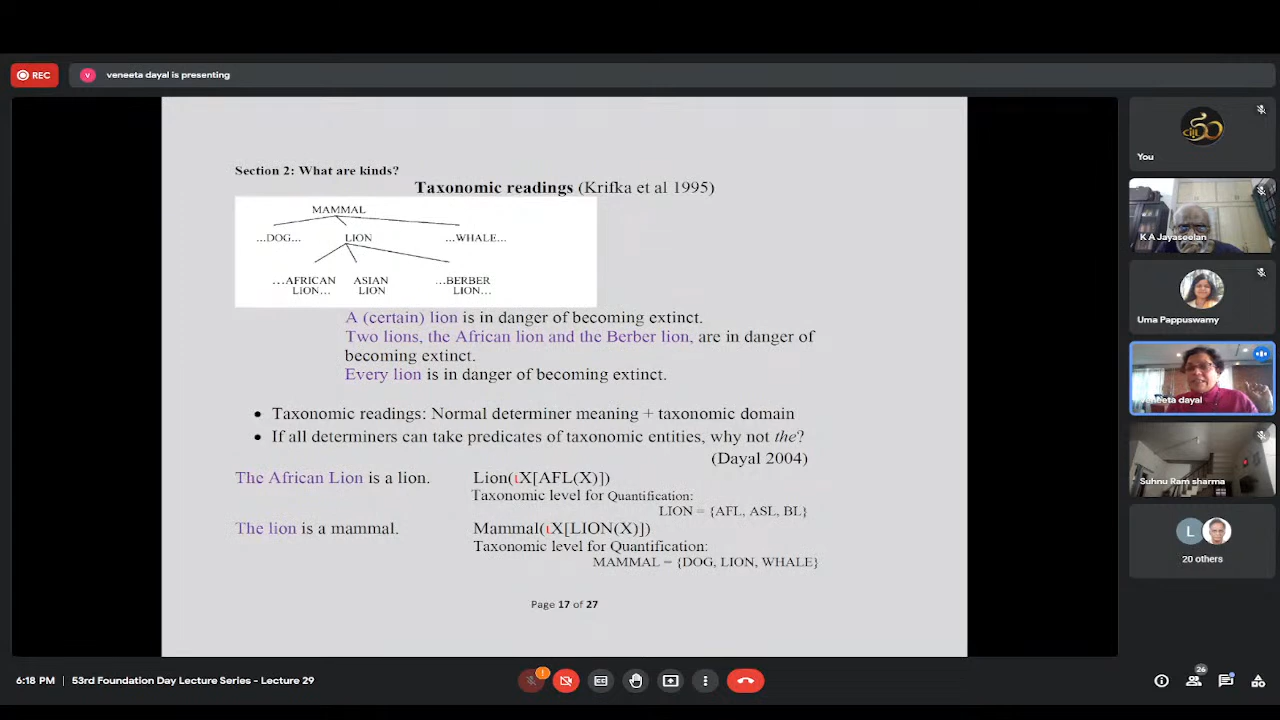 REC
v
veneeta dayal is presenting
Section 2: What are kinds?
Taxonomic readings (Krifka et al 1995)
MAMMAL
...DOG... LION ...WHALE...
...AFRICAN ASIAN ...BERBER
LION... LION LION...
A (certain) lion is in danger of becoming extinct.
Two lions, the African lion and the Berber lion, are in danger of
becoming extinct.
Every lion is in danger of becoming extinct.
• Taxonomic readings: Normal determiner meaning + taxonomic domain
• If all determiners can take predicates of taxonomic entities, why not the?
(Dayal 2004)
The African Lion is a lion. Lion(ιX[AFL(X)])
Taxonomic level for Quantification:
LION = {AFL, ASL, BL}
The lion is a mammal. Mammal(ιX[LION(X)])
Taxonomic level for Quantification:
MAMMAL = {DOG, LION, WHALE}
Page 17 of 27
You
K A Jayaseelan
Uma Pappuswamy
veneeta dayal
Suhnu Ram sharma
L
20 others
6:18 PM | 53rd Foundation Day Lecture Series - Lecture 29
26